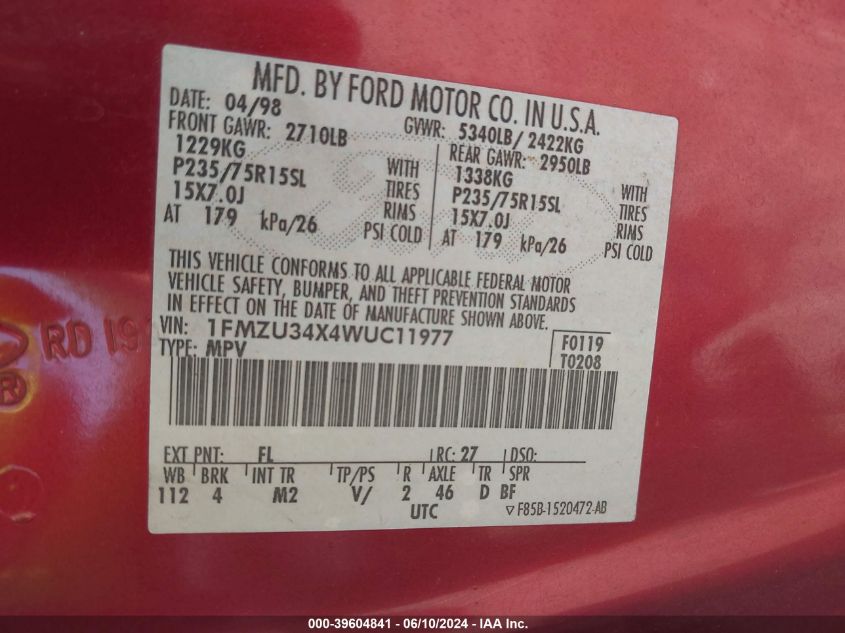 MFD. BY FORD MOTOR CO. IN U.S.A.
DATE: 04/98 GVWR: 5340LB/ 2422KG
FRONT GAWR: 2710LB REAR GAWR: 2950LB
1229KG WITH 1338KG WITH
P235/75R15SL TIRES P235/75R15SL TIRES
15X7.0J RIMS 15X7.0J RIMS
AT 179 kPa/26 PSI COLD AT 179 kPa/26 PSI COLD
THIS VEHICLE CONFORMS TO ALL APPLICABLE FEDERAL MOTOR
VEHICLE SAFETY, BUMPER, AND THEFT PREVENTION STANDARDS
IN EFFECT ON THE DATE OF MANUFACTURE SHOWN ABOVE.
VIN: 1FMZU34X4WUC11977 F0119
TYPE: MPV T0208
EXT PNT: FL RC: 27 DSO:
WB BRK INT TR TP/PS R AXLE TR SPR
112 4 M2 V/ 2 46 D BF
UTC ▽ F85B-1520472-AB
RD 19
®
000-39604841 - 06/10/2024 - IAA Inc.